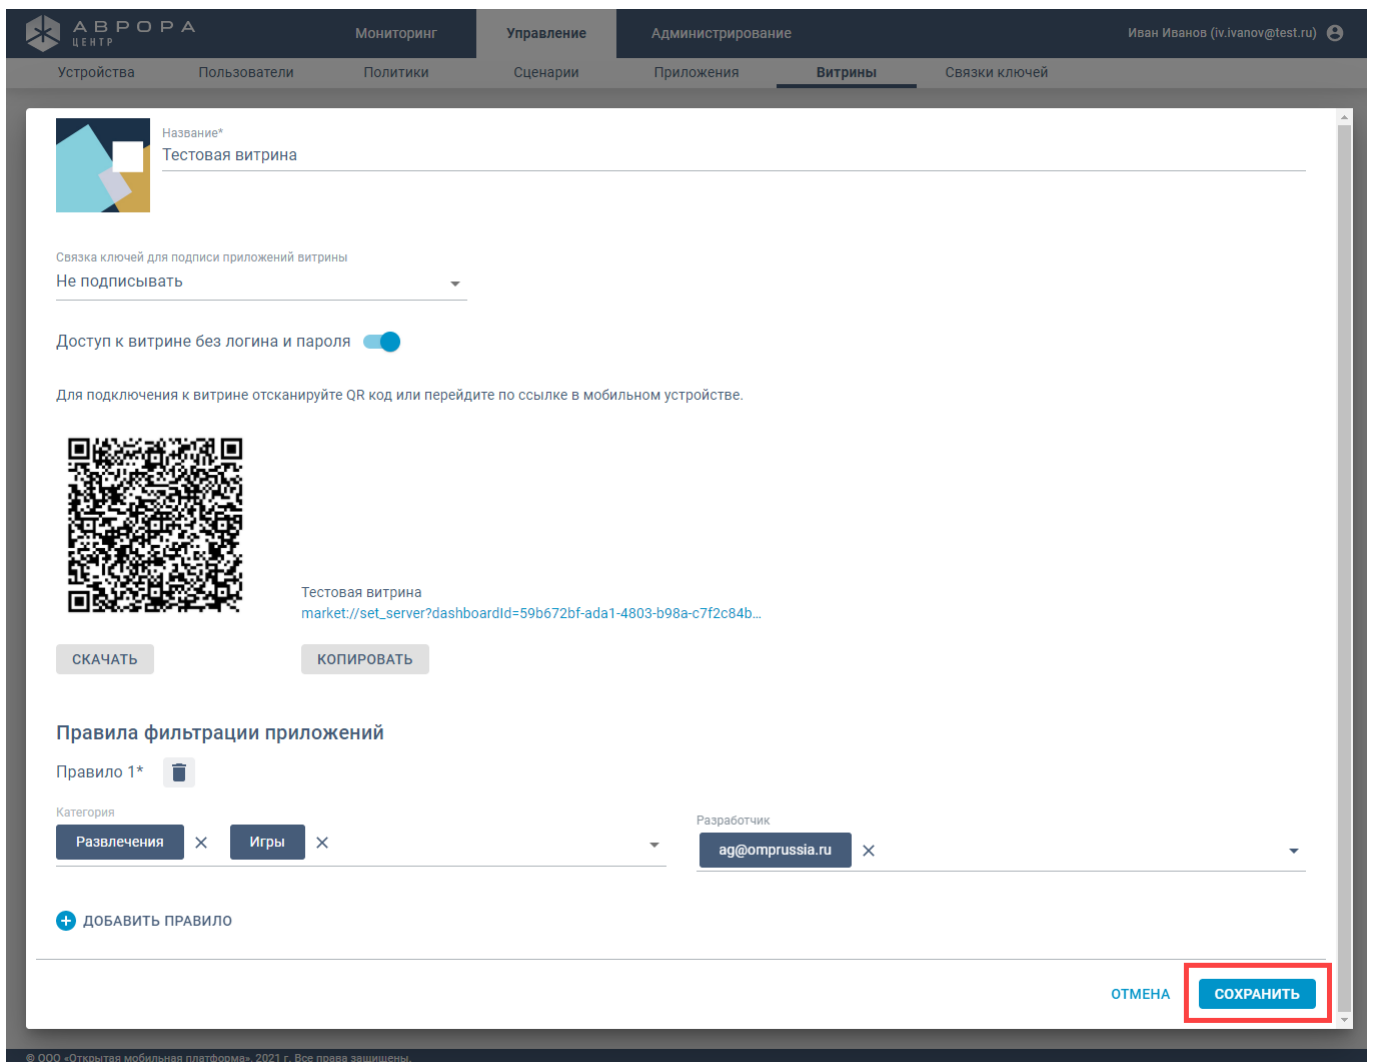 АВРОРА
ЦЕНТР
Мониторинг
Управление
Администрирование
Иван Иванов (iv.ivanov@test.ru)
Устройства
Пользователи
Политики
Сценарии
Приложения
Витрины
Связки ключей
Название*
Тестовая витрина
Связка ключей для подписи приложений витрины
Не подписывать
Доступ к витрине без логина и пароля
Для подключения к витрине отсканируйте QR код или перейдите по ссылке в мобильном устройстве.
Тестовая витрина
market://set_server?dashboardId=59b672bf-ada1-4803-b98a-c7f2c84b...
СКАЧАТЬ
КОПИРОВАТЬ
Правила фильтрации приложений
Правило 1*
Категория
Разработчик
Развлечения
Игры
ag@omprussia.ru
ДОБАВИТЬ ПРАВИЛО
ОТМЕНА
СОХРАНИТЬ
© ООО «Открытая мобильная платформа», 2021 г. Все права защищены.